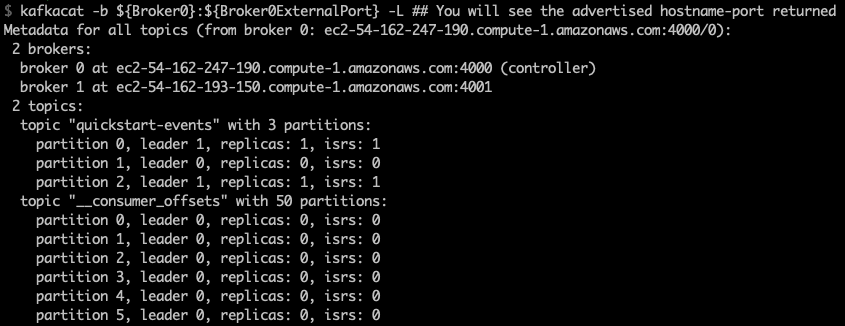 $ kafkacat -b ${Broker0}:${Broker0ExternalPort} -L ## You will see the advertised hostname-port returned
Metadata for all topics (from broker 0: ec2-54-162-247-190.compute-1.amazonaws.com:4000/0):
 2 brokers:
  broker 0 at ec2-54-162-247-190.compute-1.amazonaws.com:4000 (controller)
  broker 1 at ec2-54-162-193-150.compute-1.amazonaws.com:4001
 2 topics:
  topic "quickstart-events" with 3 partitions:
    partition 0, leader 1, replicas: 1, isrs: 1
    partition 1, leader 0, replicas: 0, isrs: 0
    partition 2, leader 1, replicas: 1, isrs: 1
  topic "__consumer_offsets" with 50 partitions:
    partition 0, leader 0, replicas: 0, isrs: 0
    partition 1, leader 0, replicas: 0, isrs: 0
    partition 2, leader 0, replicas: 0, isrs: 0
    partition 3, leader 0, replicas: 0, isrs: 0
    partition 4, leader 0, replicas: 0, isrs: 0
    partition 5, leader 0, replicas: 0, isrs: 0